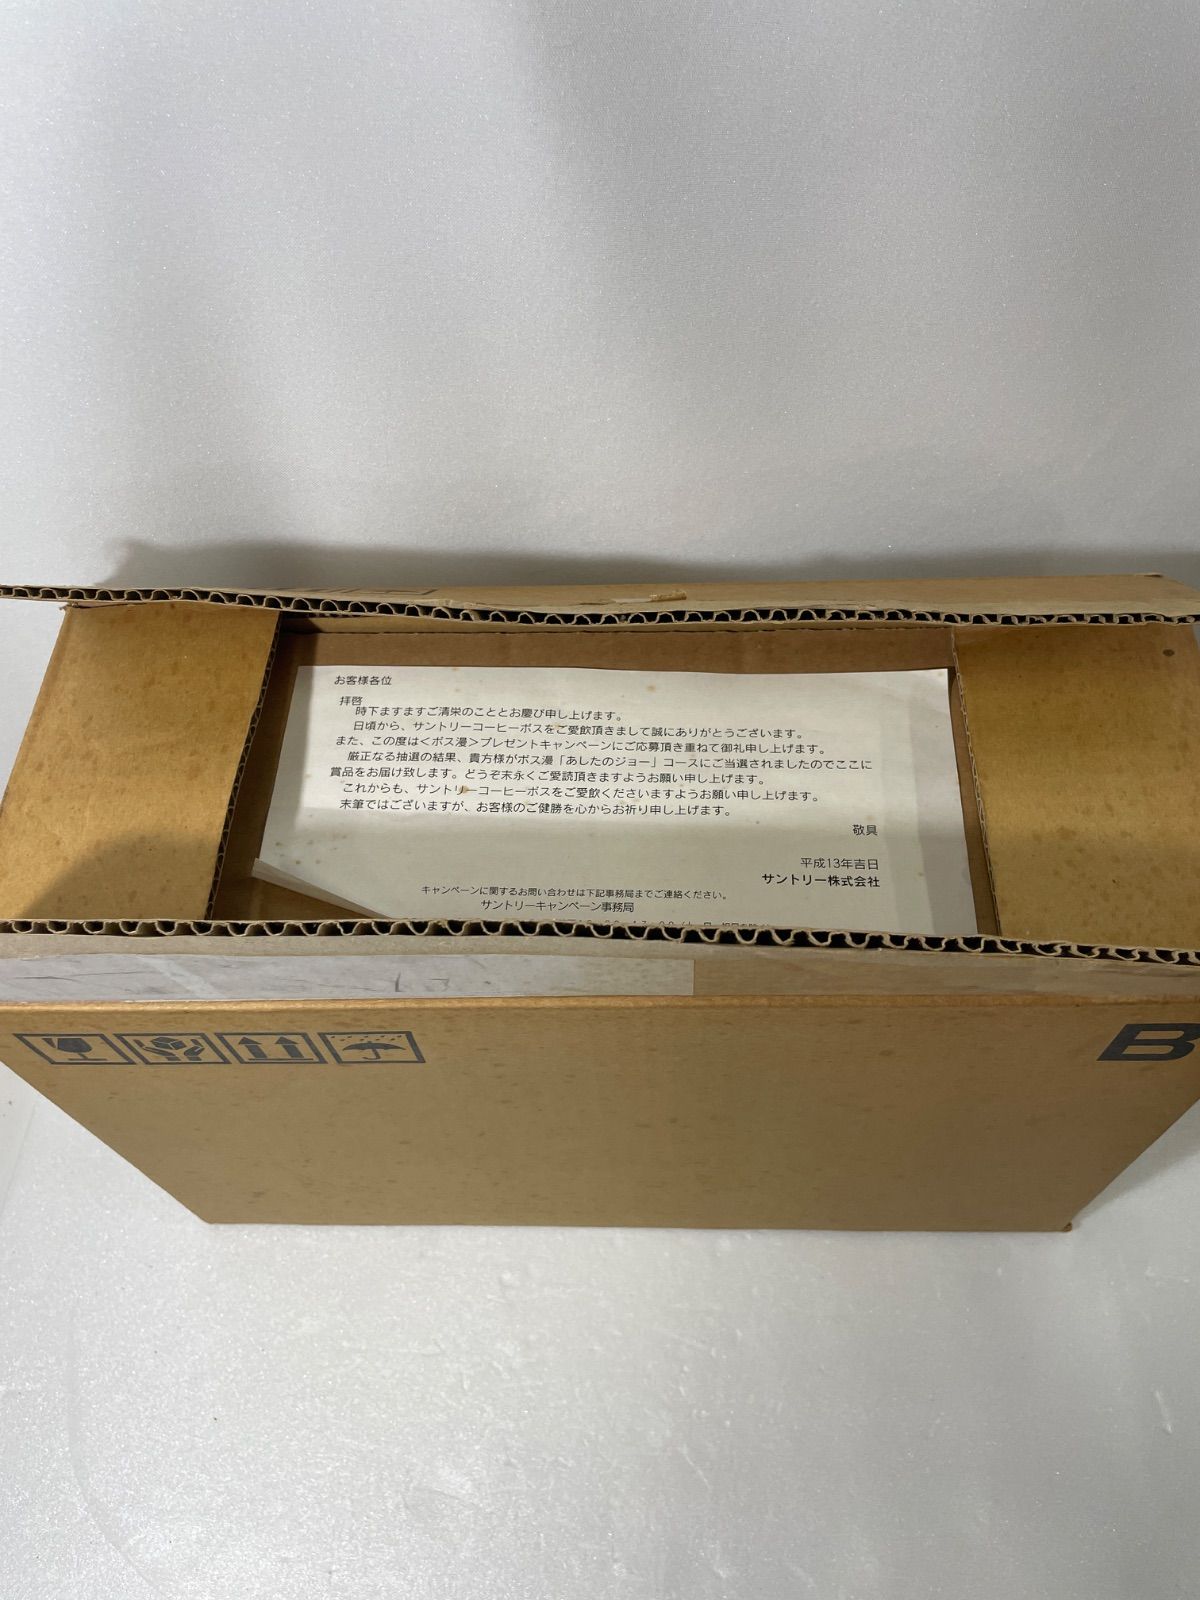 お客様各位
拝啓
時下ますますご清栄のこととお慶び申し上げます。
日頃から、サントリーコーヒーボスをご愛飲頂きまして誠にありがとうございます。
また、この度は＜ボス漫＞プレゼントキャンペーンにご応募頂き重ねて御礼申し上げます。
厳正なる抽選の結果、貴方様がボス漫「あしたのジョー」コースにご当選されましたのでここに
賞品をお届け致します。どうぞ末永くご愛読頂きますようお願い申し上げます。
これからも、サントリーコーヒーボスをご愛飲くださいますようお願い申し上げます。
末筆ではございますが、お客様のご健勝を心からお祈り申し上げます。
敬具
平成13年吉日
サントリー株式会社
キャンペーンに関するお問い合わせは下記事務局までご連絡ください。
サントリーキャンペーン事務局
B